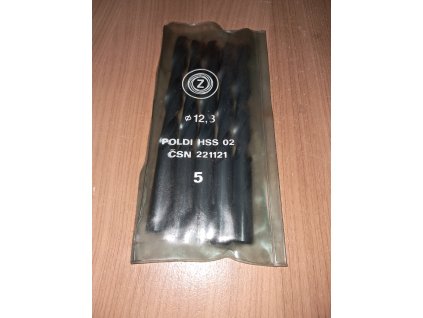 Z
⌀12,3
POLDI HSS 02
ČSN 221121
5